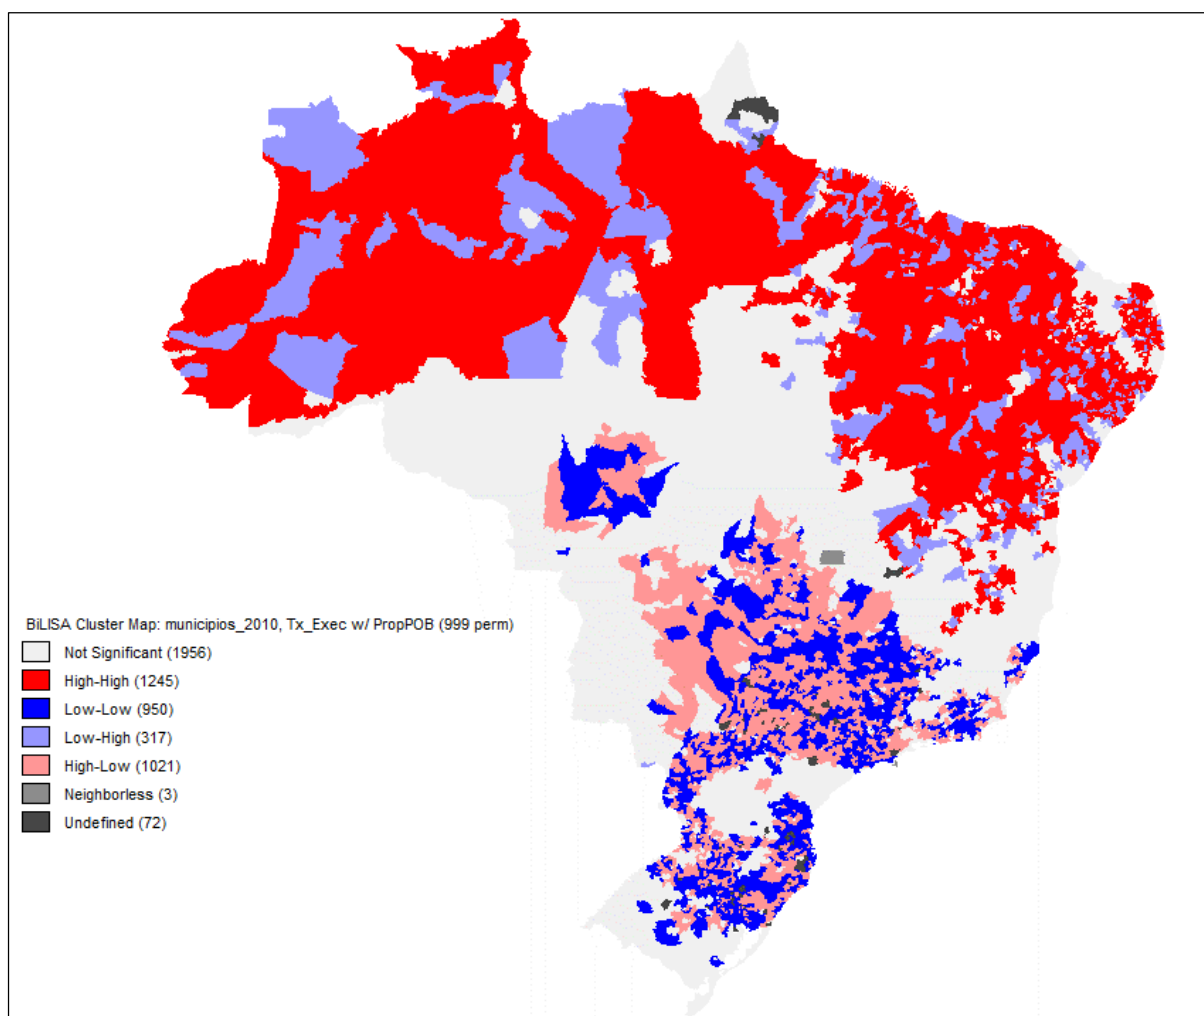 BiLISA Cluster Map: municipios_2010, Tx_Exec w/ PropPOB (999 perm)
Not Significant (1956)
High-High (1245)
Low-Low (950)
Low-High (317)
High-Low (1021)
Neighborless (3)
Undefined (72)